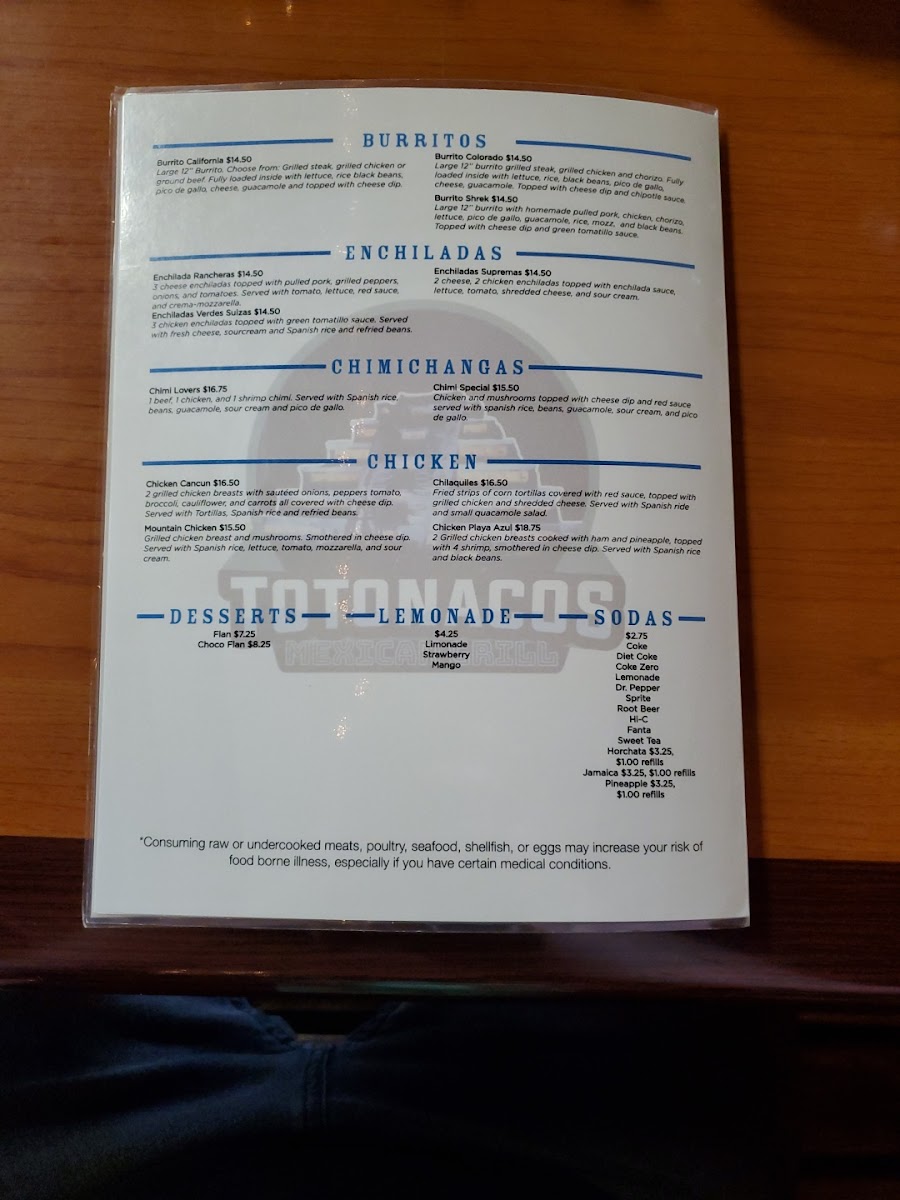 BURRITOS
Burrito California $14.50
Large 12" Burrito. Choose from: Grilled steak, grilled chicken or
ground beef. Fully loaded inside with lettuce, rice black beans,
pico de gallo, cheese, guacamole and topped with cheese dip.
Burrito Colorado $14.50
Large 12" burrito grilled steak, grilled chicken and chorizo. Fully
loaded inside with lettuce, rice, black beans, pico de gallo,
cheese, guacamole. Topped with cheese dip and chipotle sauce
Burrito Shrek $14.50
Large 12" burrito with homemade pulled pork, chicken, chorizo,
lettuce, pico de gallo, guacamole, rice, mozz, and black beans.
Topped with cheese dip and green tomatillo sauce.
ENCHILADAS
Enchilada Rancheras $14.50
3 cheese enchiladas topped with pulled pork, grilled peppers,
onions, and tomatoes. Served with tomato, lettuce, red sauce,
and crema-mozzarella.
Enchiladas Verdes Suizas $14.50
3 chicken enchiladas topped with green tomatillo sauce. Served
with fresh cheese, sourcream and Spanish rice and refried beans.
Enchiladas Supremas $14.50
2 cheese, 2 chicken enchiladas topped with enchilada sauce,
lettuce, tomato, shredded cheese, and sour cream.
CHIMICHANGAS
Chimi Lovers $16.75
1 beef, 1 chicken, and 1 shrimp chimi. Served with Spanish rice
beans, guacamole, sour cream and pico de gallo.
Chimi Special $15.50
Chicken and mushrooms topped with cheese dip and red sauce
served with spanish rice, beans, guacamole, sour cream, and pico
de gallo.
CHICKEN
Chicken Cancun $16.50
2 grilled chicken breasts with sautéed onions, peppers tomato,
broccoli, cauliflower, and carrots all covered with cheese dip.
Served with Tortillas, Spanish rice and refried beans.
Mountain Chicken $15.50
Grilled chicken breast and mushrooms. Smothered in cheese dip.
Served with Spanish rice, lettuce, tomato, mozzarella, and sour
cream.
Chilaquiles $16.50
Fried strips of corn tortillas covered with red sauce, topped with
grilled chicken and shredded cheese. Served with Spanish ride
and small quacamole salad.
Chicken Playa Azul $18.75
2 Grilled chicken breasts cooked with ham and pineapple, topped
with 4 shrimp, smothered in cheese dip. Served with Spanish rice
and black beans.
TOTONACOS
MEXICAN GRILL
DESSERTS
Flan $7.25
Choco Flan $8.25
LEMONADE
$4.25
Limonade
Strawberry
Mango
SODAS
$2.75
Coke
Diet Coke
Coke Zero
Lemonade
Dr. Pepper
Sprite
Root Beer
Hi-C
Fanta
Sweet Tea
Horchata $3.25,
$1.00 refills
Jamaica $3.25, $1.00 refills
Pineapple $3.25,
$1.00 refills
*Consuming raw or undercooked meats, poultry, seafood, shellfish, or eggs may increase your risk of
food borne illness, especially if you have certain medical conditions.